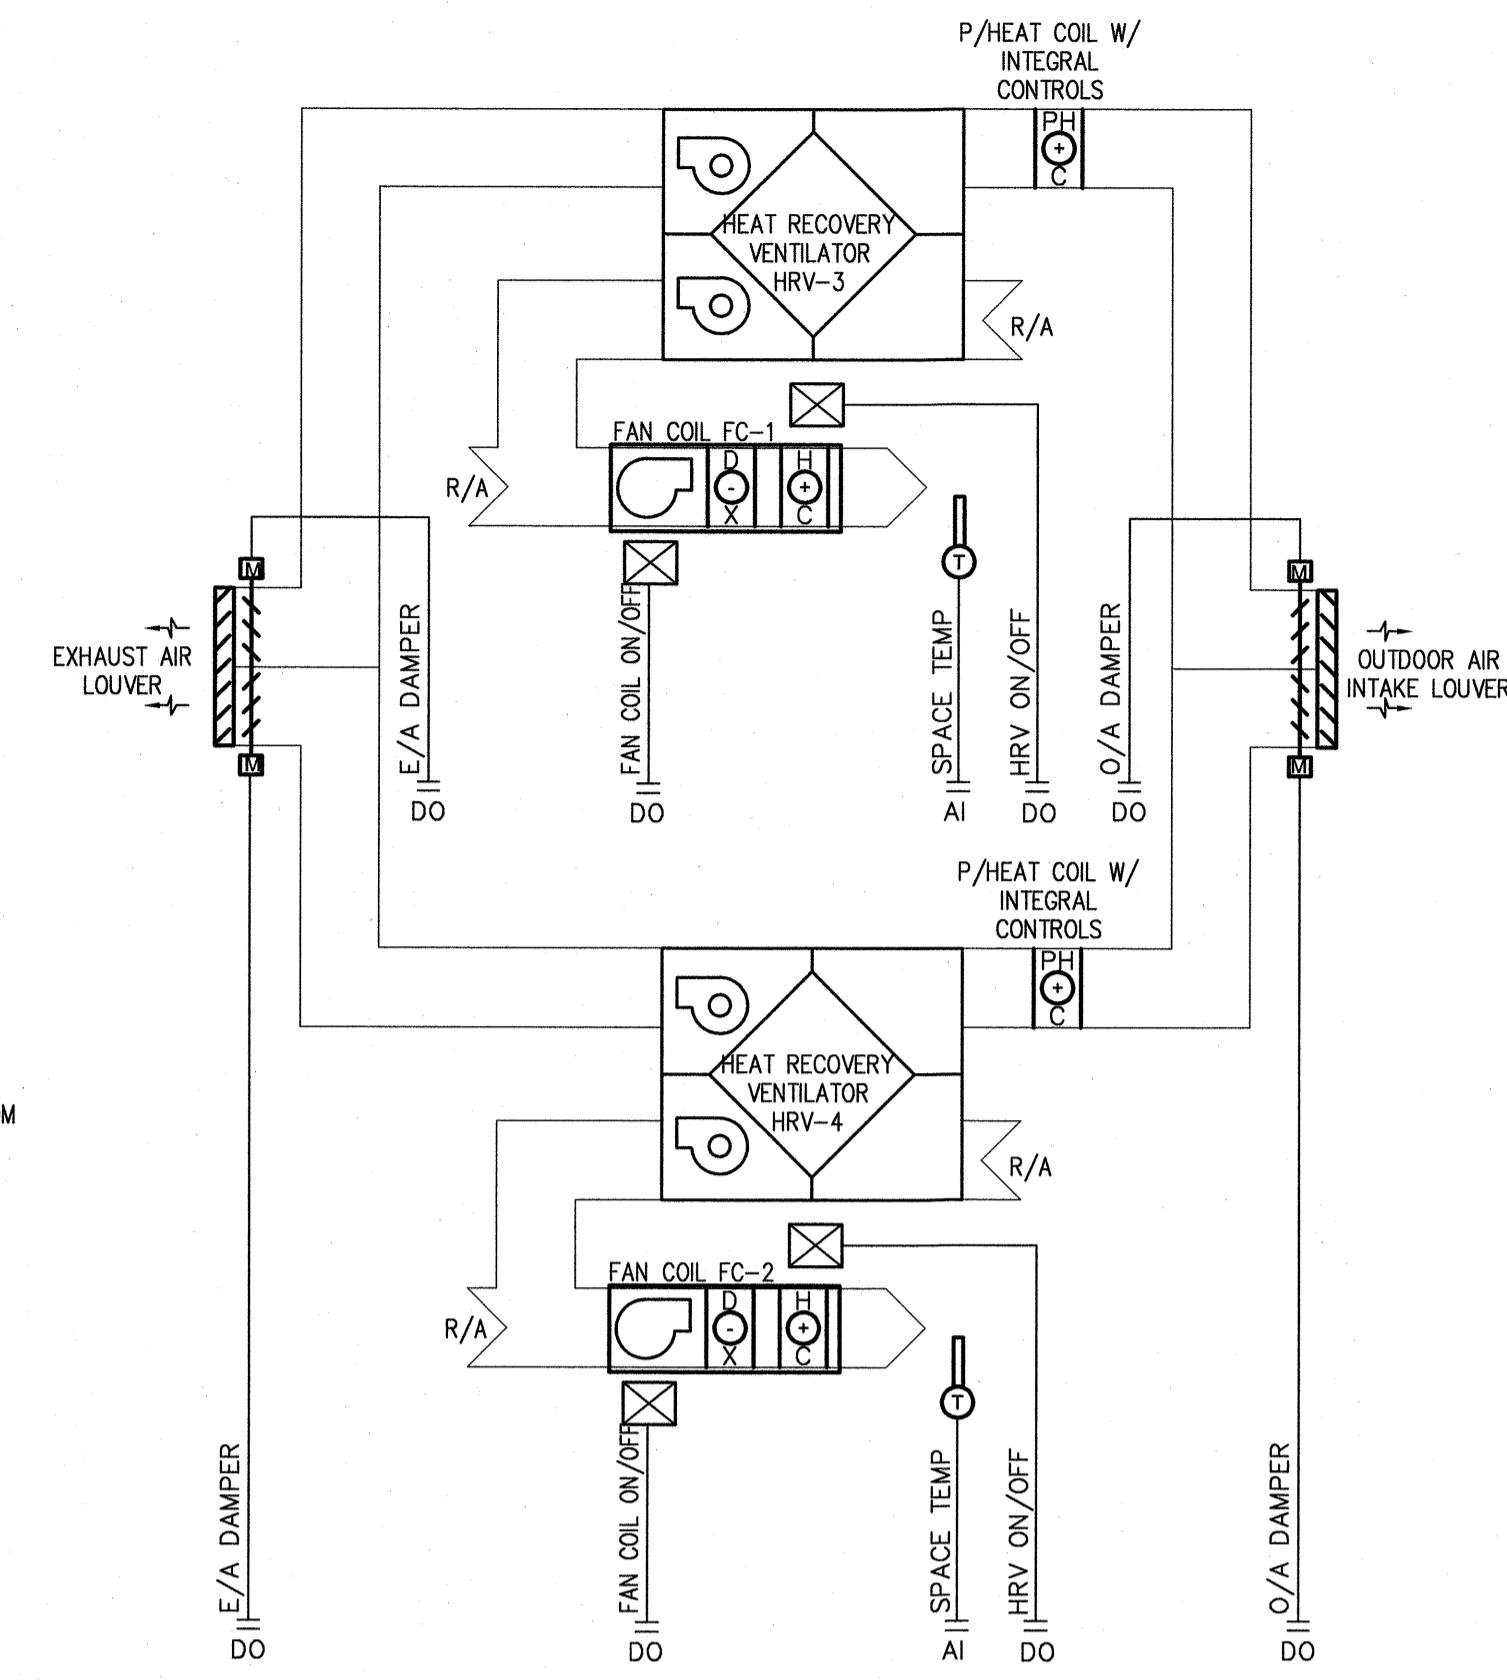 P/HEAT COIL W/
INTEGRAL
CONTROLS
PH
+
C
HEAT RECOVERY
VENTILATOR
HRV-3
R/A
FAN COIL FC-1
D
-
X
H
+
C
R/A
T
M
M
EXHAUST AIR
LOUVER
E/A DAMPER
FAN COIL ON/OFF
SPACE TEMP
HRV ON/OFF
O/A DAMPER
OUTDOOR AIR
INTAKE LOUVER
M
M
DO
DO
AI
DO
DO
P/HEAT COIL W/
INTEGRAL
CONTROLS
PH
+
C
HEAT RECOVERY
VENTILATOR
HRV-4
M
R/A
FAN COIL FC-2
D
-
X
H
+
C
R/A
T
E/A DAMPER
FAN COIL ON/OFF
SPACE TEMP
HRV ON/OFF
O/A DAMPER
DO
DO
AI
DO
DO